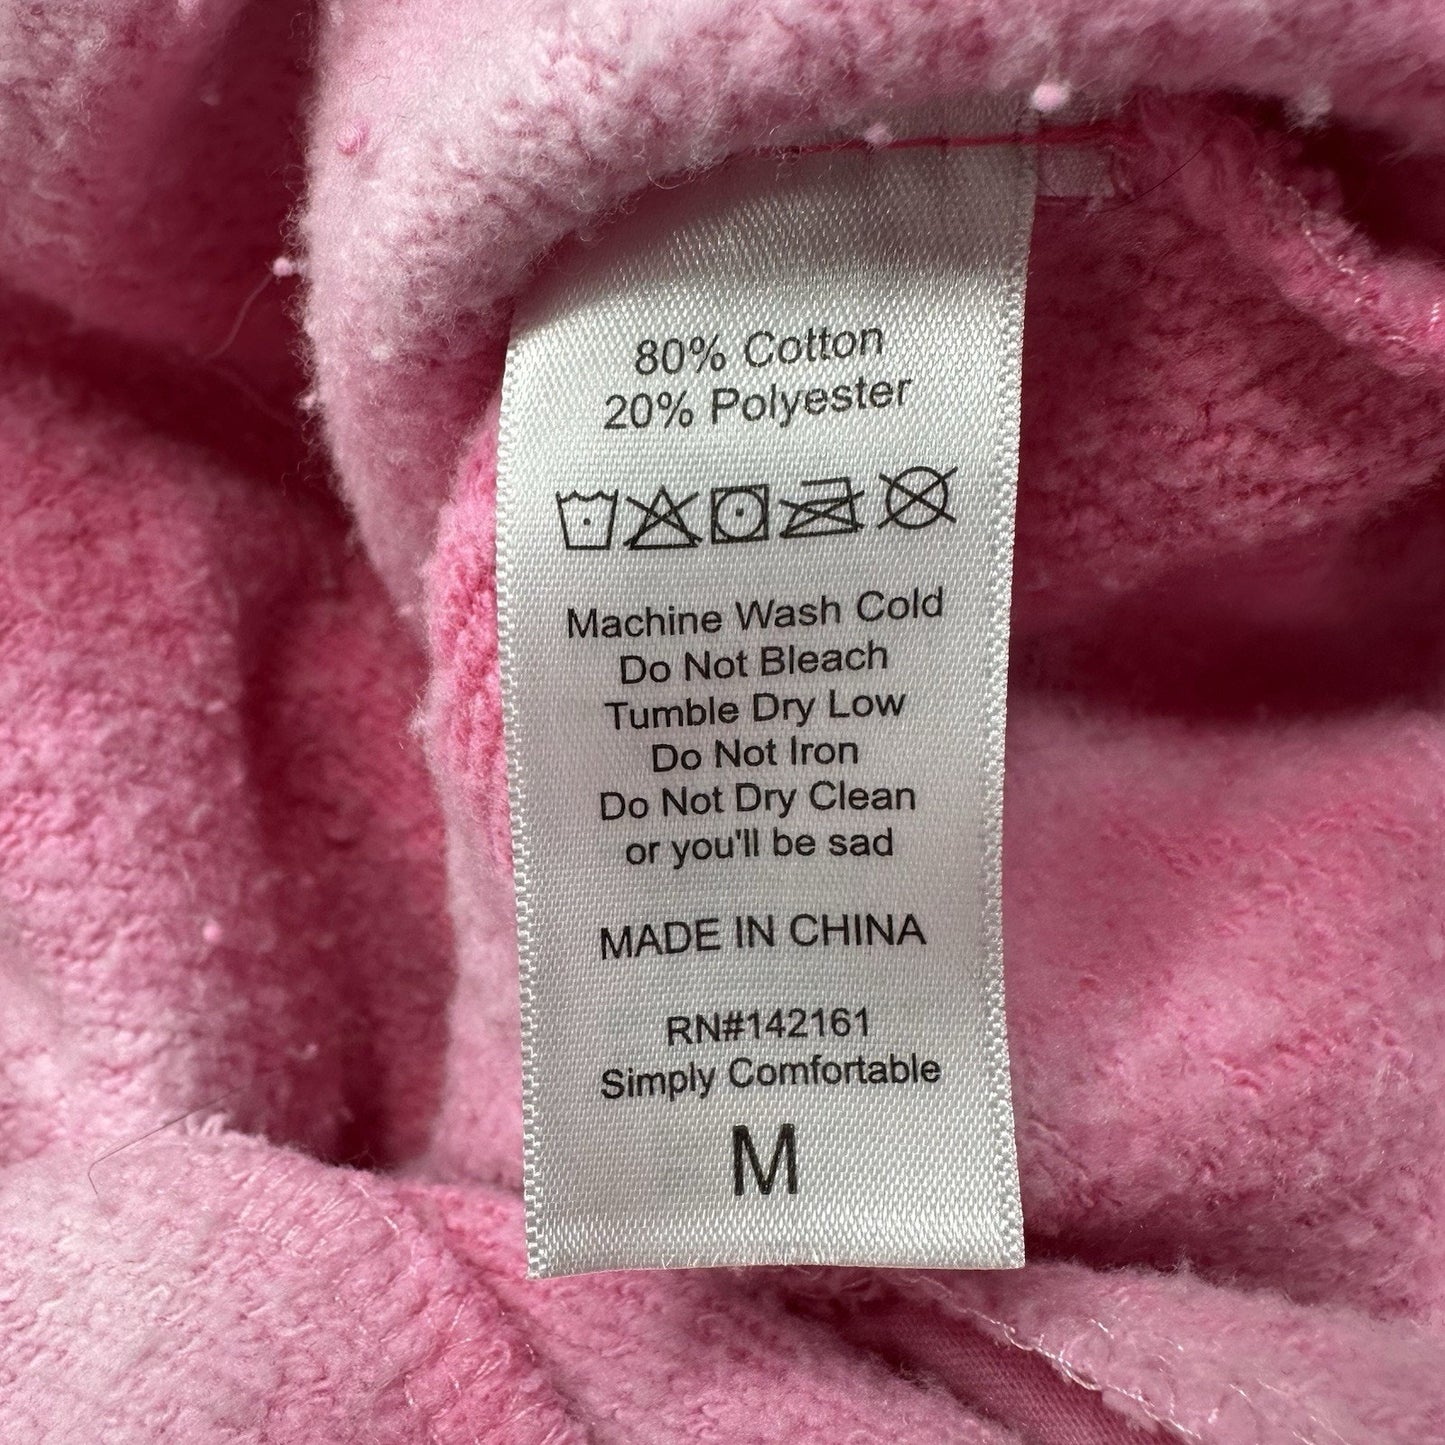 80% Cotton
20% Polyester
Machine Wash Cold
Do Not Bleach
Tumble Dry Low
Do Not Iron
Do Not Dry Clean
or you'll be sad
MADE IN CHINA
RN#142161
Simply Comfortable
M